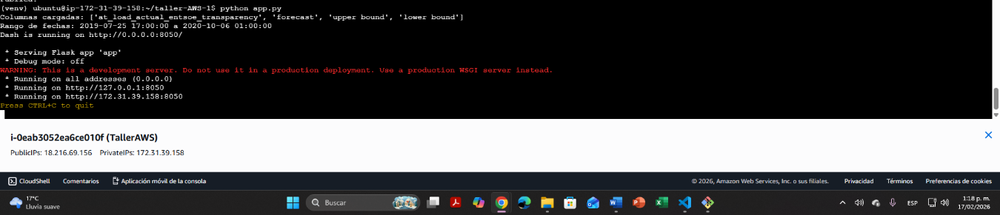 (venv) ubuntu@ip-172-31-39-158:~/taller-AWS-1$ python app.py
Columnas cargadas: ['at_load_actual_entsoe_transparency', 'forecast', 'upper bound', 'lower bound']
Rango de fechas: 2019-07-25 17:00:00 a 2020-10-06 01:00:00
Dash is running on http://0.0.0.0:8050/
* Serving Flask app 'app'
* Debug mode: off
WARNING: This is a development server. Do not use it in a production deployment. Use a production WSGI server instead.
* Running on all addresses (0.0.0.0)
* Running on http://127.0.0.1:8050
* Running on http://172.31.39.158:8050
Press CTRL+C to quit
i-0eab3052ea6ce010f (TallerAWS)
PublicIPs: 18.216.69.156 PrivateIPs: 172.31.39.158
CloudShell Comentarios Aplicación móvil de la consola © 2026, Amazon Web Services, Inc. o sus filiales. Privacidad Términos Preferencias de cookies
17°C
Lluvia suave
Buscar
ESP
1:18 p. m.
17/02/2026